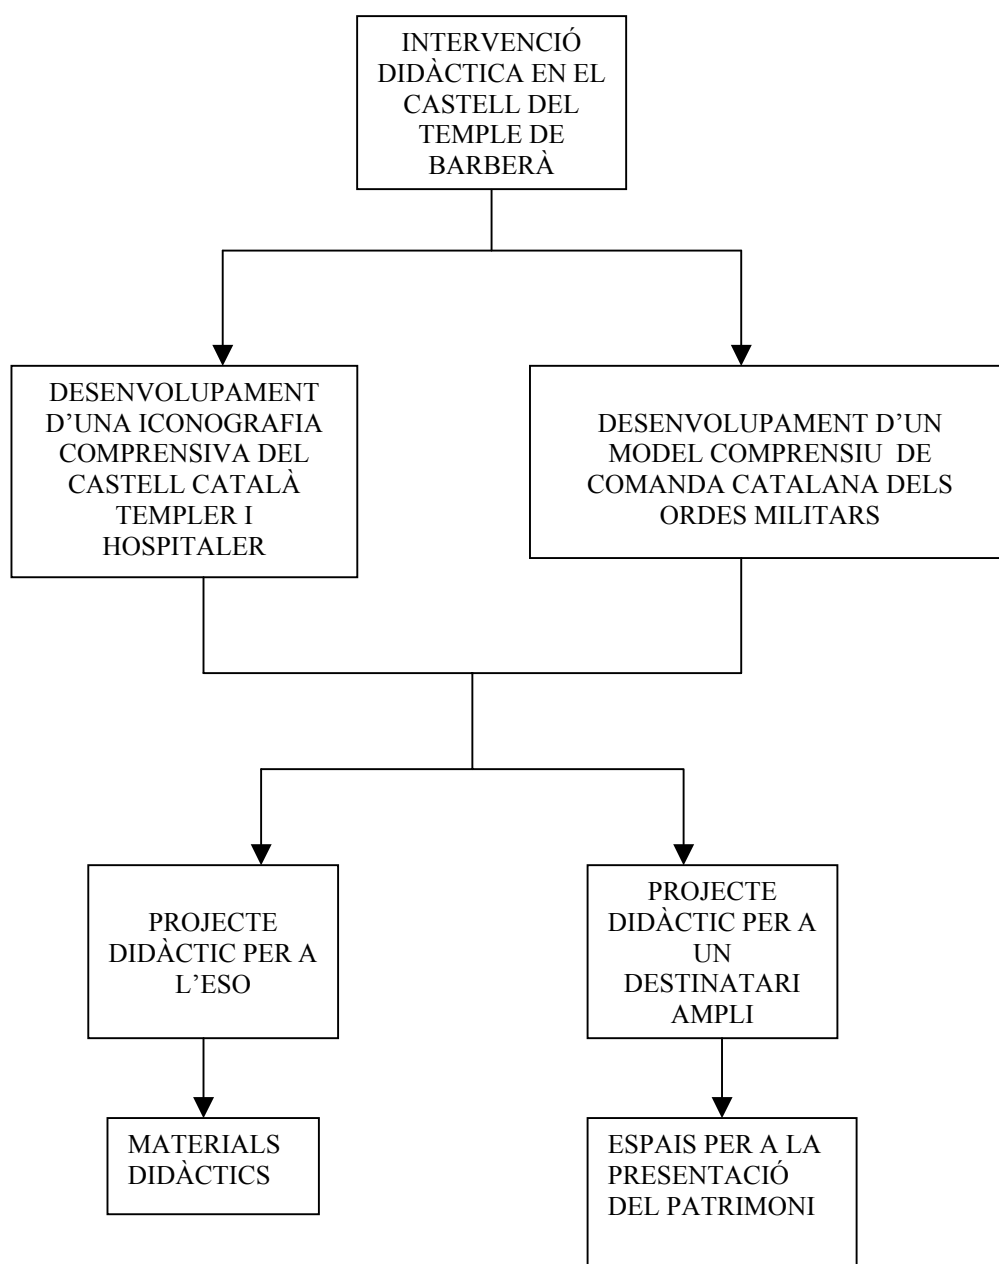 INTERVENCIÓ
DIDÀCTICA EN EL
CASTELL DEL
TEMPLE DE
BARBERÀ
DESENVOLUPAMENT
D’UNA ICONOGRAFIA
COMPRENSIVA DEL
CASTELL CATALÀ
TEMPLER I
HOSPITALER
DESENVOLUPAMENT D’UN
MODEL COMPRENSIU DE
COMANDA CATALANA DELS
ORDES MILITARS
PROJECTE
DIDÀCTIC PER A
L’ESO
PROJECTE
DIDÀCTIC PER A
UN
DESTINATARI
AMPLI
MATERIALS
DIDÀCTICS
ESPAIS PER A LA
PRESENTACIÓ
DEL PATRIMONI